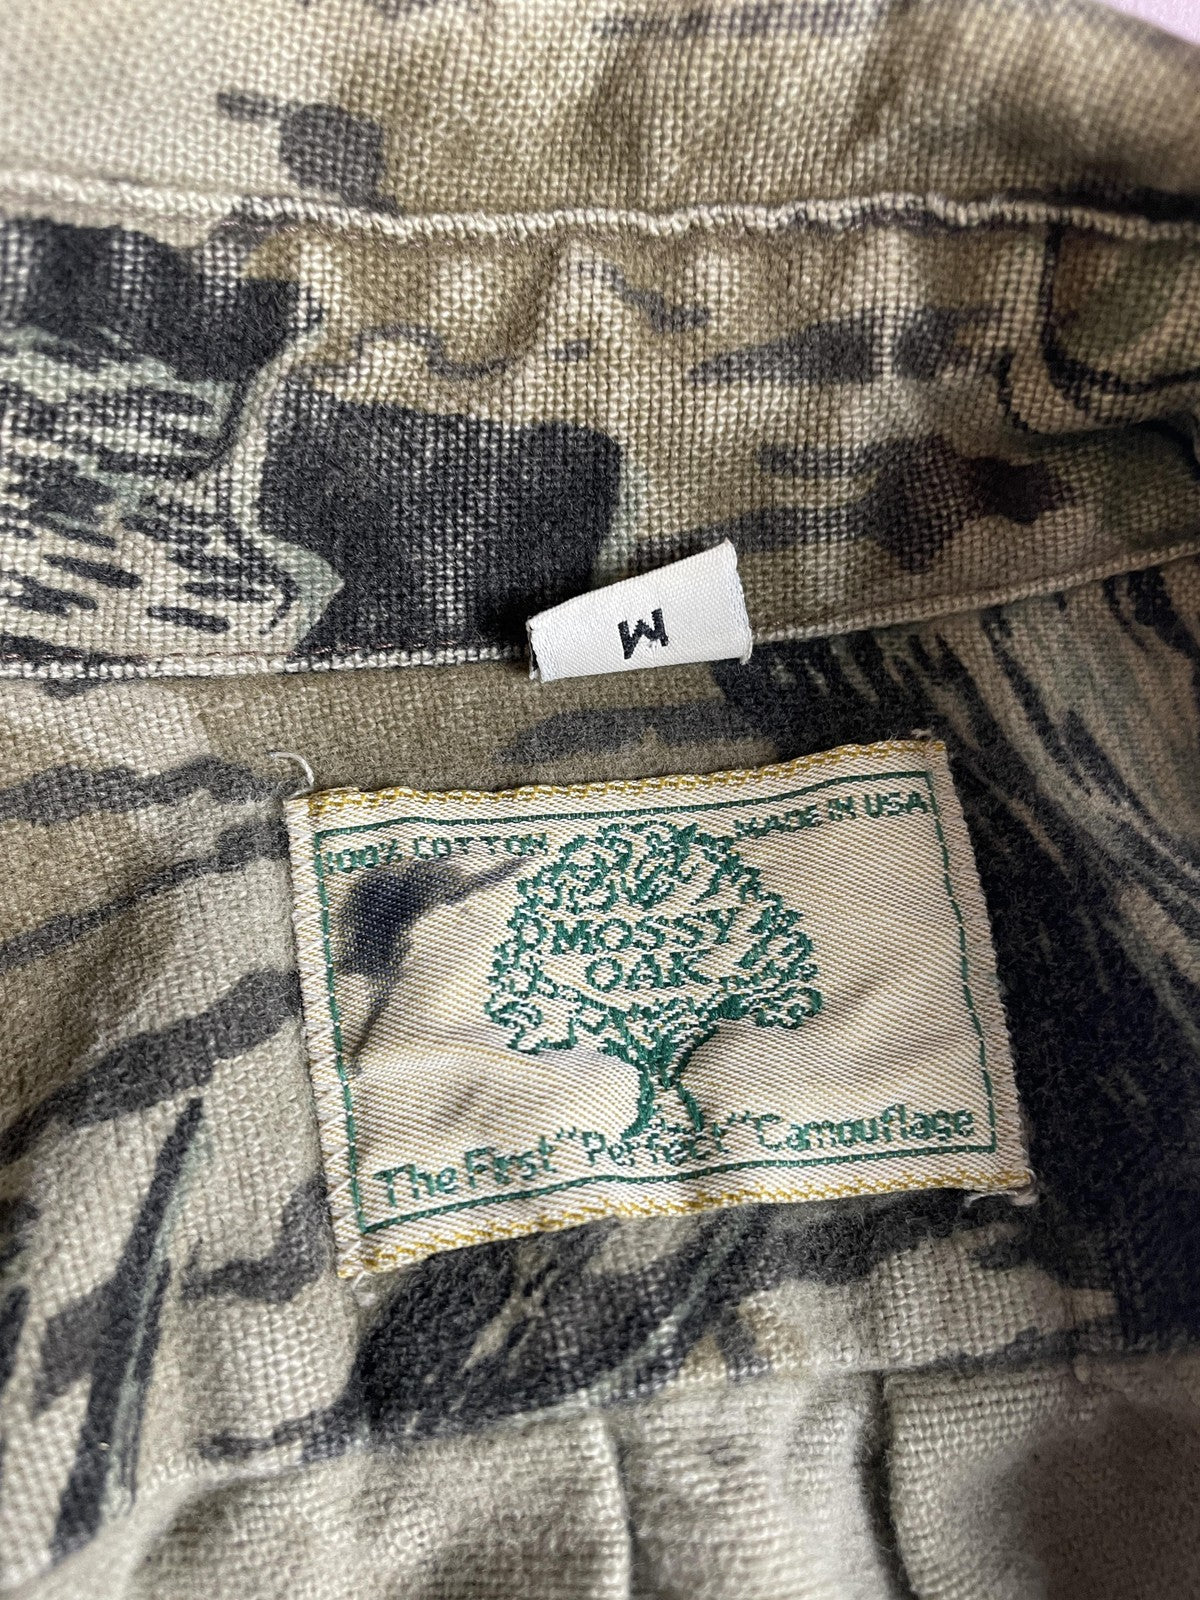 M
100% COTTON
MADE IN USA
MOSSY
OAK
The First "Perfect" Camouflage